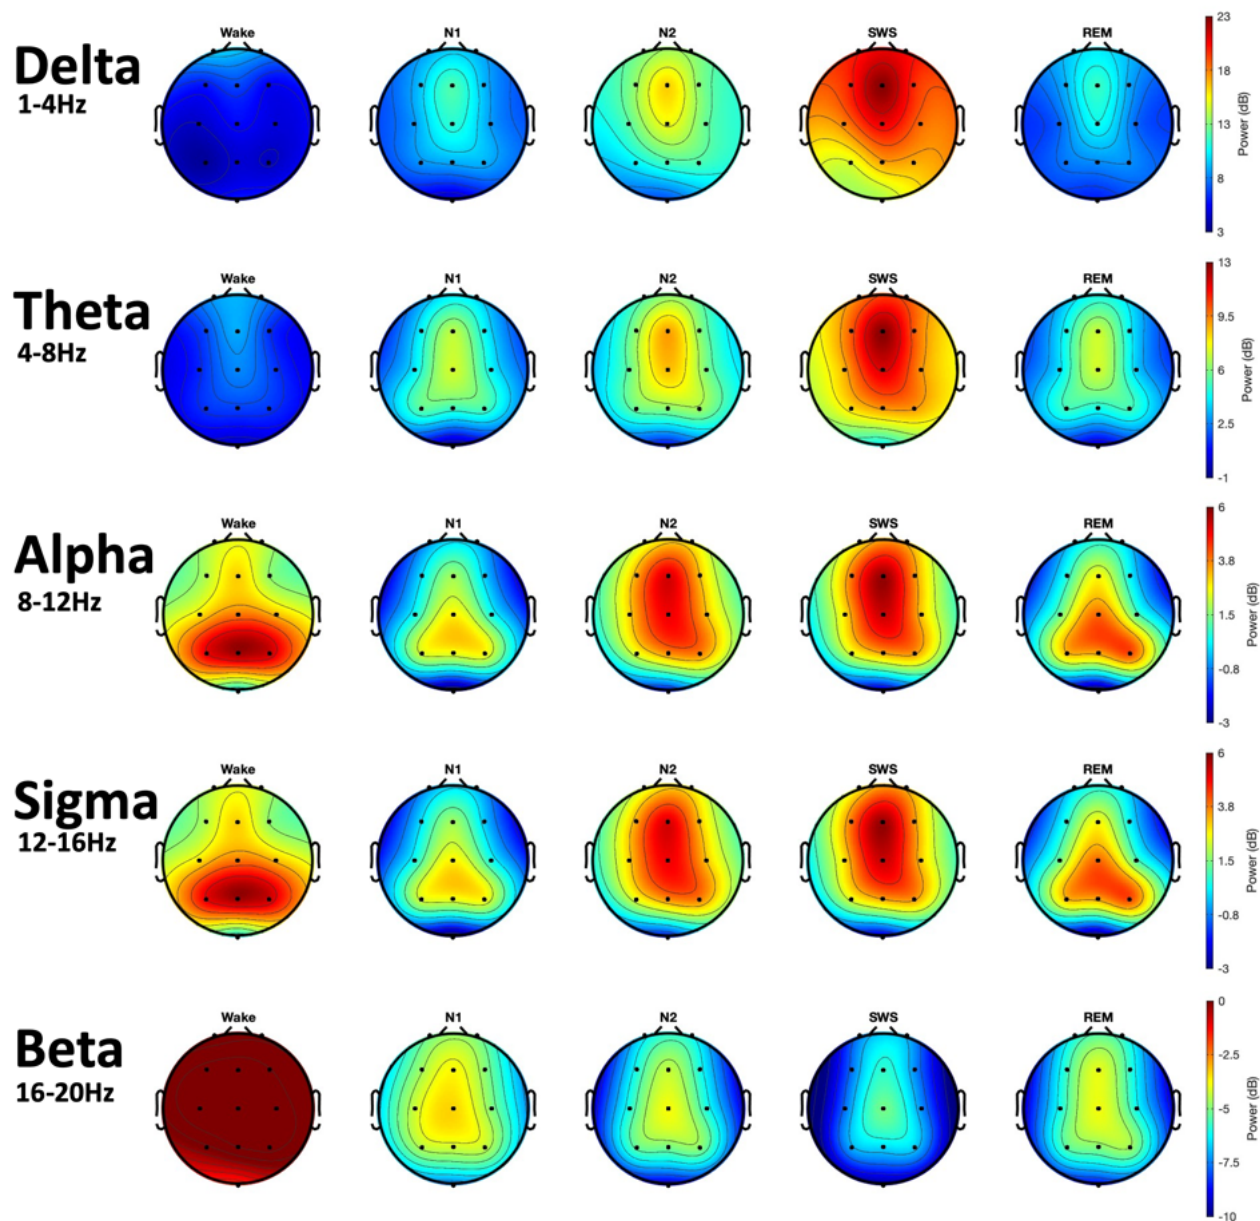 Wake N1 N2 SWS REM
Delta
1-4Hz
23
18
13
8
3
Power (dB)
Wake N1 N2 SWS REM
Theta
4-8Hz
13
9.5
6
2.5
-1
Power (dB)
Wake N1 N2 SWS REM
Alpha
8-12Hz
6
3.8
1.5
-0.8
-3
Power (dB)
Wake N1 N2 SWS REM
Sigma
12-16Hz
6
3.8
1.5
-0.8
-3
Power (dB)
Wake N1 N2 SWS REM
Beta
16-20Hz
0
-2.5
-5
-7.5
-10
Power (dB)